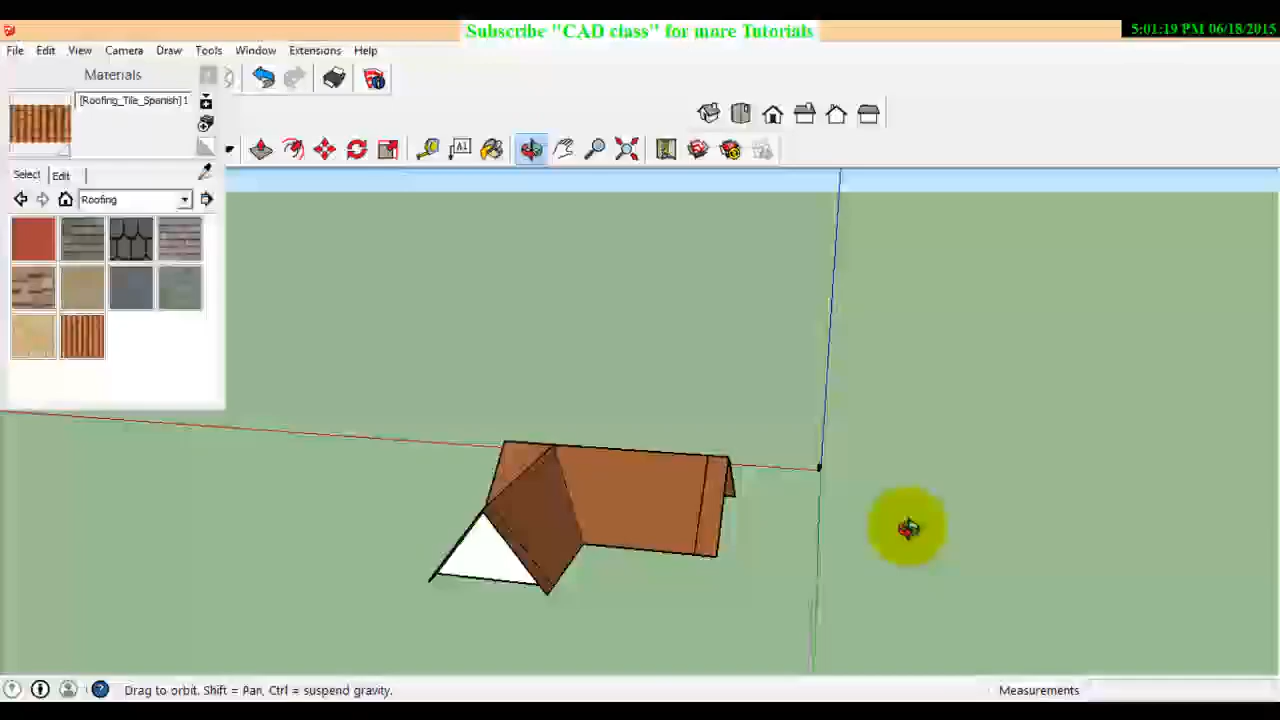 Subscribe "CAD class" for more Tutorials
5:01:19 PM 06/18/2015
File Edit View Camera Draw Tools Window Extensions Help
Materials
[Roofing_Tile_Spanish]1
A1
Select Edit
Roofing
Drag to orbit. Shift = Pan, Ctrl = suspend gravity.
Measurements